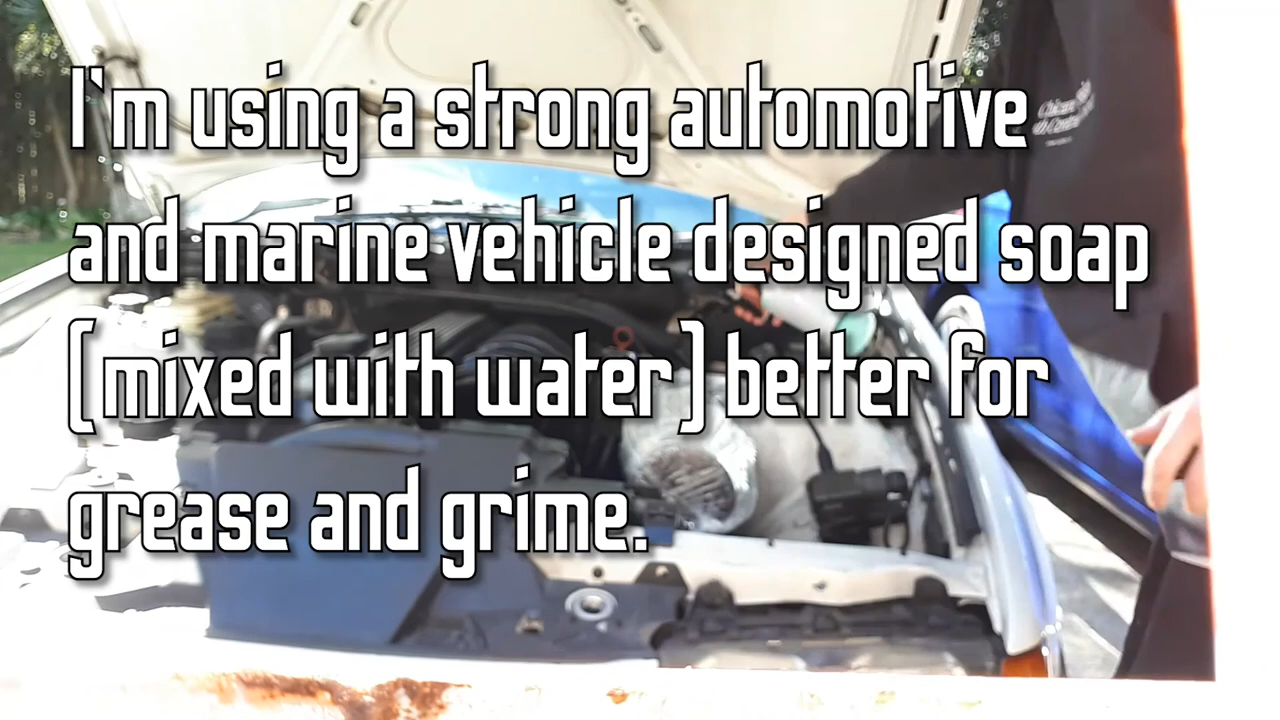 I'm using a strong automotive
and marine vehicle designed soap
(mixed with water) better for
grease and grime.